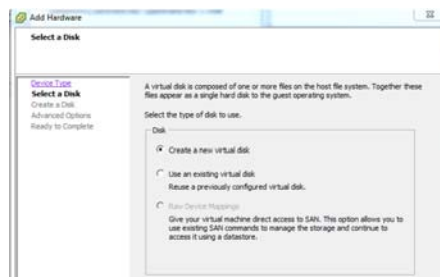 Add Hardware
Select a Disk
Device Type
Select a Disk
Create a Disk
Advanced Options
Ready to Complete
A virtual disk is composed of one or more files on the host file system. Together these
files appear as a single hard disk to the guest operating system.
Select the type of disk to use.
Disk
Create a new virtual disk
Use an existing virtual disk
Reuse a previously configured virtual disk.
Raw Device Mappings
Give your virtual machine direct access to SAN. This option allows you to
use existing SAN commands to manage the storage and continue to
access it using a datastore.